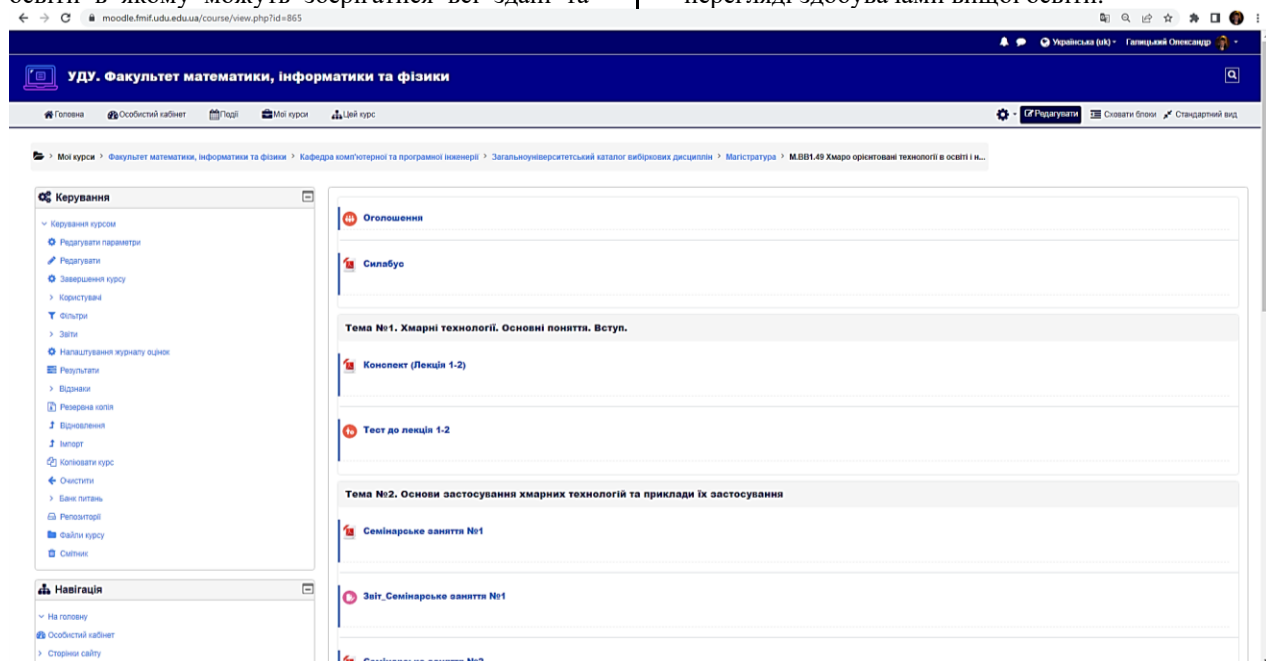 освіти в якому можуть зберігатися всі здані та
перегляді здобувачами вищої освіти.
moodle.fmif.udu.edu.ua/course/view.php?id=865
Українська (uk) Галицький Олександр
УДУ. Факультет математики, інформатики та фізики
Головна Особистий кабінет Події Мої курси Цей курс
Редагувати Сховати блоки Стандартний вид
Мої курси > Факультет математики, інформатики та фізики > Кафедра комп'ютерної та програмної інженерії > Загальноуніверситетський каталог вибіркових дисциплін > Магістратура > М.ВВ1.49 Хмаро орієнтовані технології в освіті і н...
Керування
Керування курсом
Редагувати параметри
Редагувати
Завершення курсу
Користувачі
Фільтри
Звіти
Налаштування журналу оцінок
Результати
Відзнаки
Резервна копія
Відновлення
Імпорт
Копіювати курс
Очистити
Банк питань
Репозиторії
Файли курсу
Смітник
Навігація
На головну
Особистий кабінет
Сторінки сайту
Оголошення
Силабус
Тема №1. Хмарні технології. Основні поняття. Вступ.
Конспект (Лекція 1-2)
Тест до лекція 1-2
Тема №2. Основи застосування хмарних технологій та приклади їх застосування
Семінарське заняття №1
Звіт_Семінарське заняття №1
Семінарське заняття №2